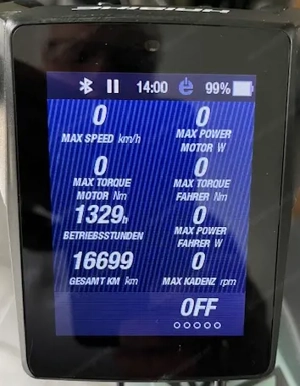 14:00 99%
0 0
MAX SPEED km/h MAX POWER
MOTOR W
0 0
MAX TORQUE MAX TORQUE
MOTOR Nm FAHRER Nm
1329h 0
BETRIEBSSTUNDEN MAX POWER
FAHRER W
16699 0
GESAMT KM km MAX KADENZ rpm
OFF